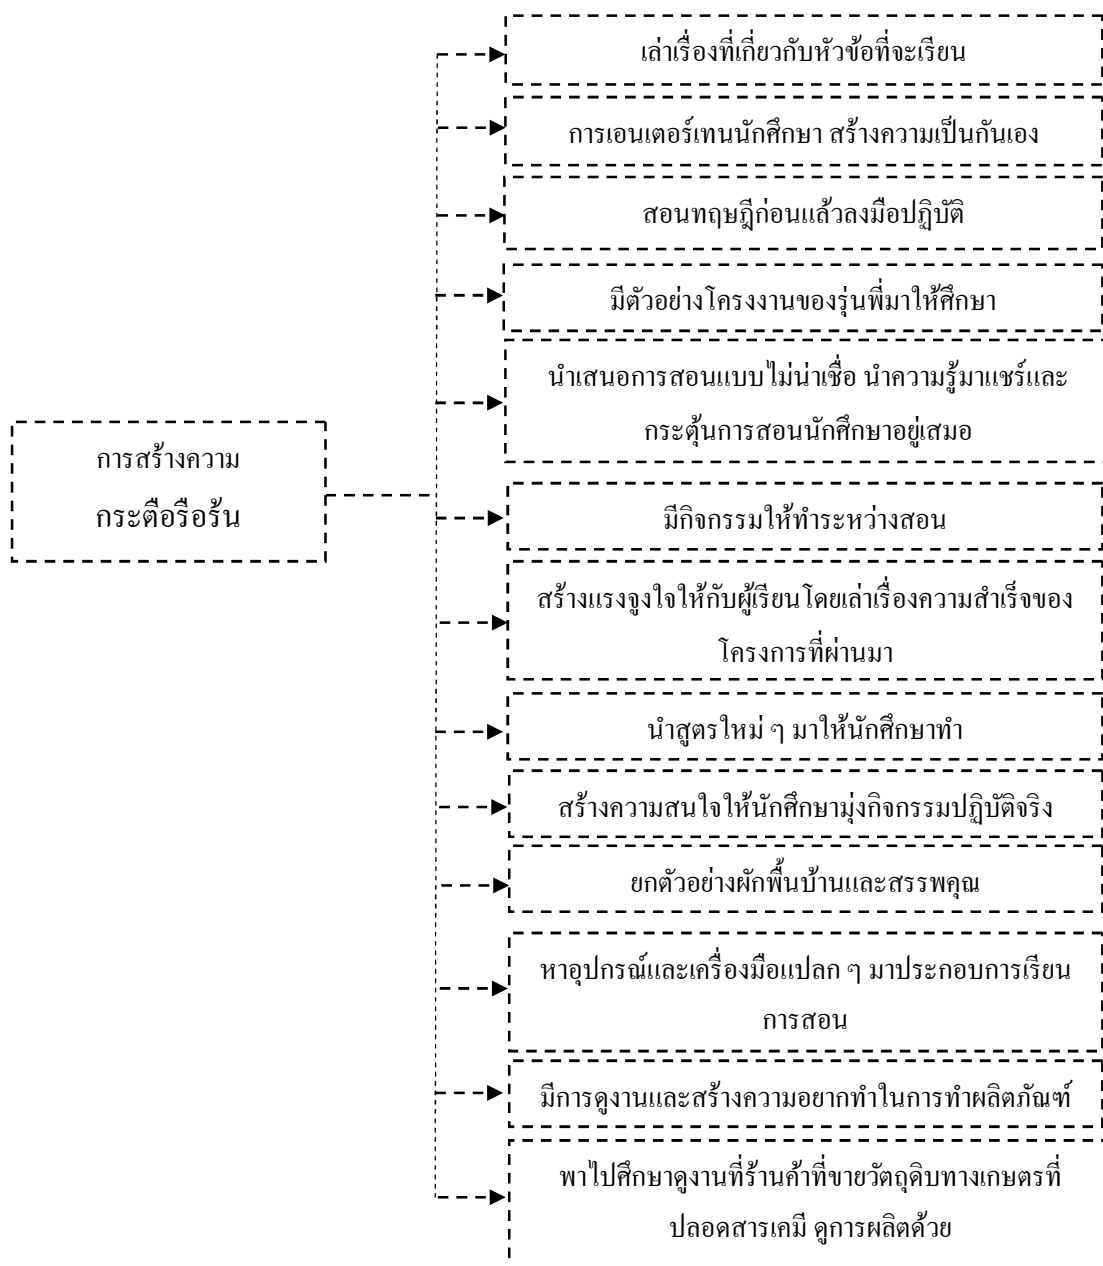 เล่าเรื่องที่เกี่ยวกับหัวข้อที่จะเรียน
การเอนเตอร์เทนนักศึกษา สร้างความเป็นกันเอง
สอนทฤษฎีก่อนแล้วลงมือปฏิบัติ
มีตัวอย่างโครงงานของรุ่นพี่มาให้ศึกษา
นำเสนอการสอนแบบไม่น่าเชื่อ นำความรู้มาแชร์และ
กระตุ้นการสอนนักศึกษาอยู่เสมอ
การสร้างความ
กระตือรือร้น
มีกิจกรรมให้ทำระหว่างสอน
สร้างแรงจูงใจให้กับผู้เรียนโดยเล่าเรื่องความสำเร็จของ
โครงการที่ผ่านมา
นำสูตรใหม่ ๆ มาให้นักศึกษาทำ
สร้างความสนใจให้นักศึกษามุ่งกิจกรรมปฏิบัติจริง
ยกตัวอย่างผักพื้นบ้านและสรรพคุณ
หาอุปกรณ์และเครื่องมือแปลก ๆ มาประกอบการเรียน
การสอน
มีการดูงานและสร้างความอยากทำในการทำผลิตภัณฑ์
พาไปศึกษาดูงานที่ร้านค้าที่ขายวัตถุดิบทางเกษตรที่
ปลอดสารเคมี ดูการผลิตด้วย